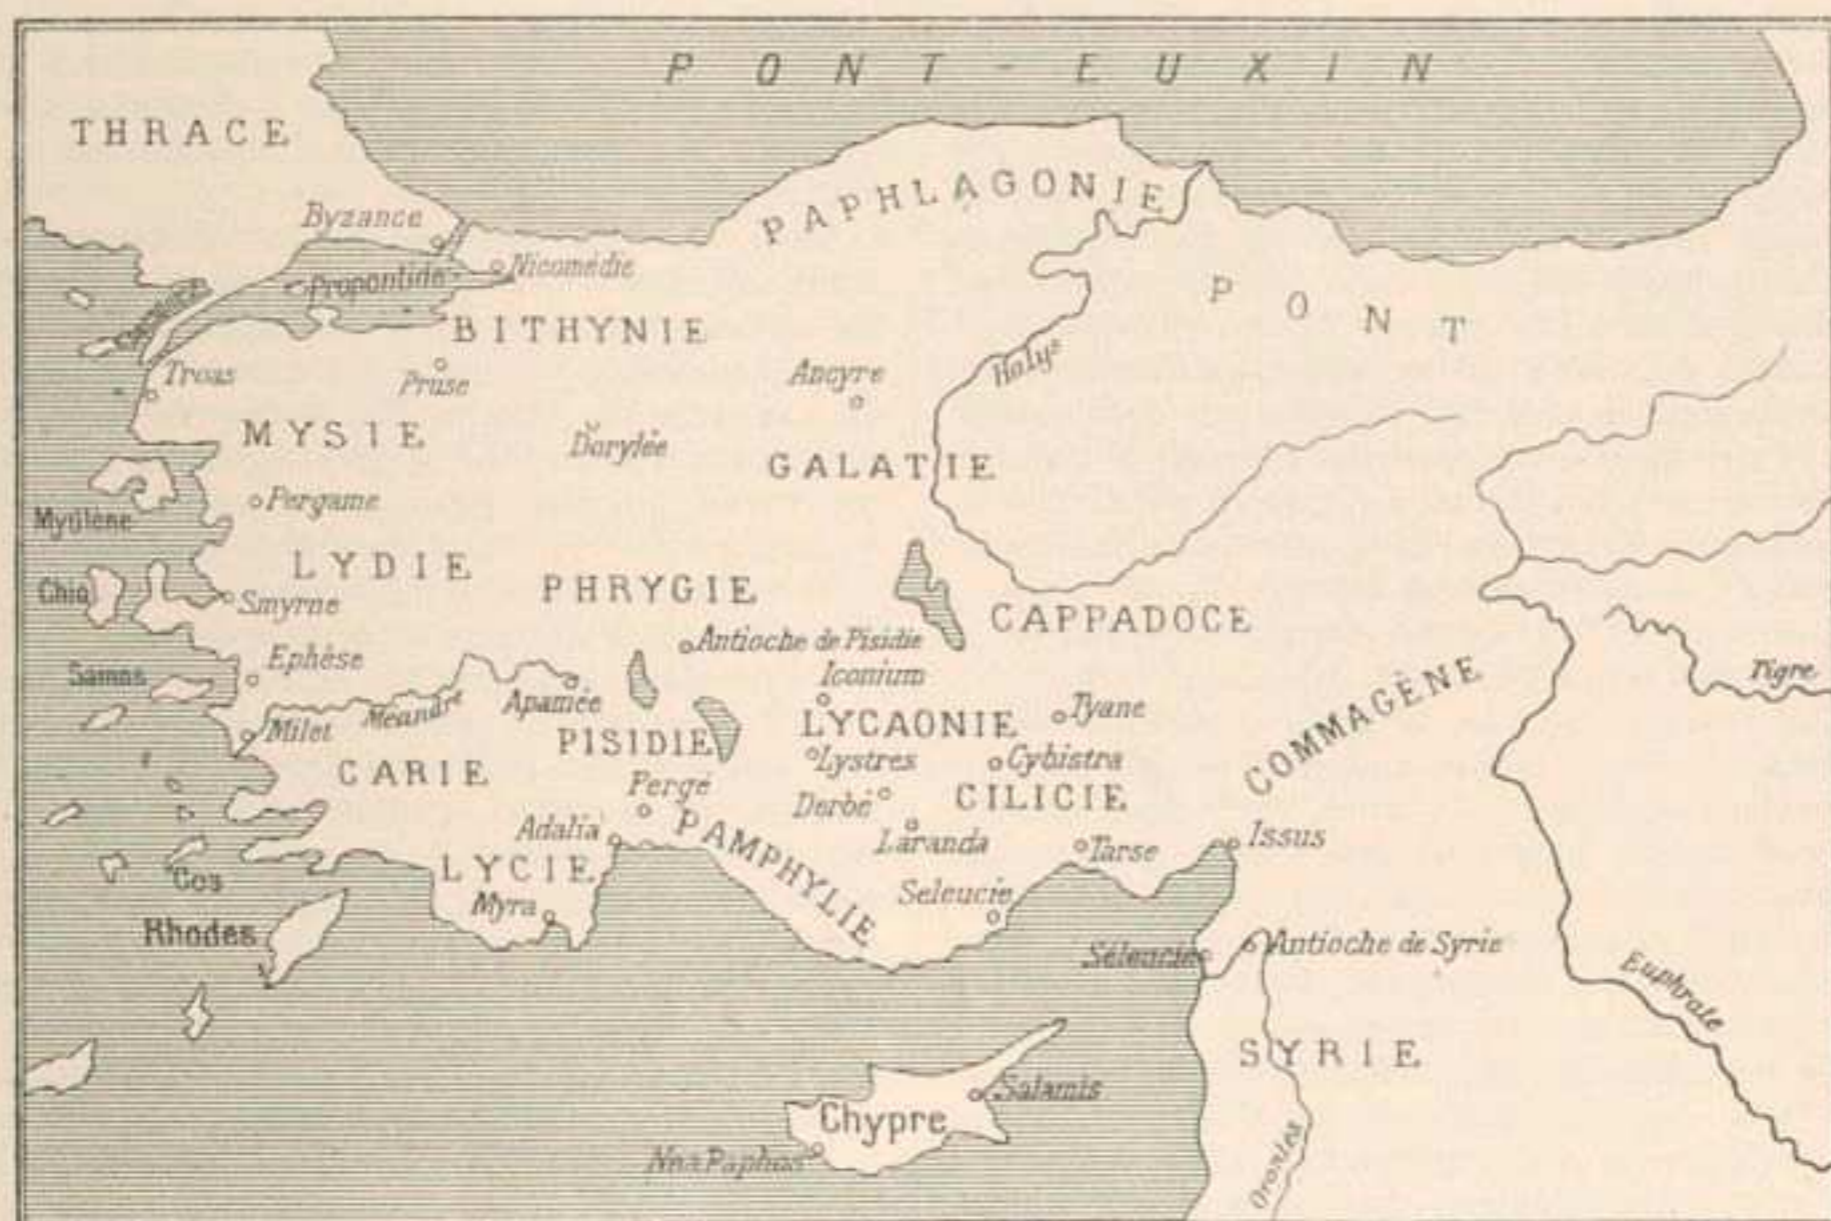 PONT-EUXIN
THRACE
PAPHLAGONIE
Byzance
Nicomédie
Propontide
PONT
BITHYNIE
Halys
Troas
Pruse
Ancyre
MYSIE
Dorylée
GALATIE
Pergame
Mytilène
LYDIE
PHRYGIE
Chio
Smyrne
CAPPADOCE
Antioche de Pisidie
Ephèse
Iconium
Samos
Tigre
Apamée
Méandre
Tyane
Milet
LYCAONIE
COMMAGÈNE
PISIDIE
Lystres
Cybistra
CARIE
Pergé
Derbé
CILICIE
Adalia
PAMPHYLIE
Laranda
Tarse
Issus
LYCIE
Cos
Myra
Seleucie
Rhodes
Séleucie
Antioche de Syrie
Euphrate
SYRIE
Salamis
Chypre
Paphos
Orontes